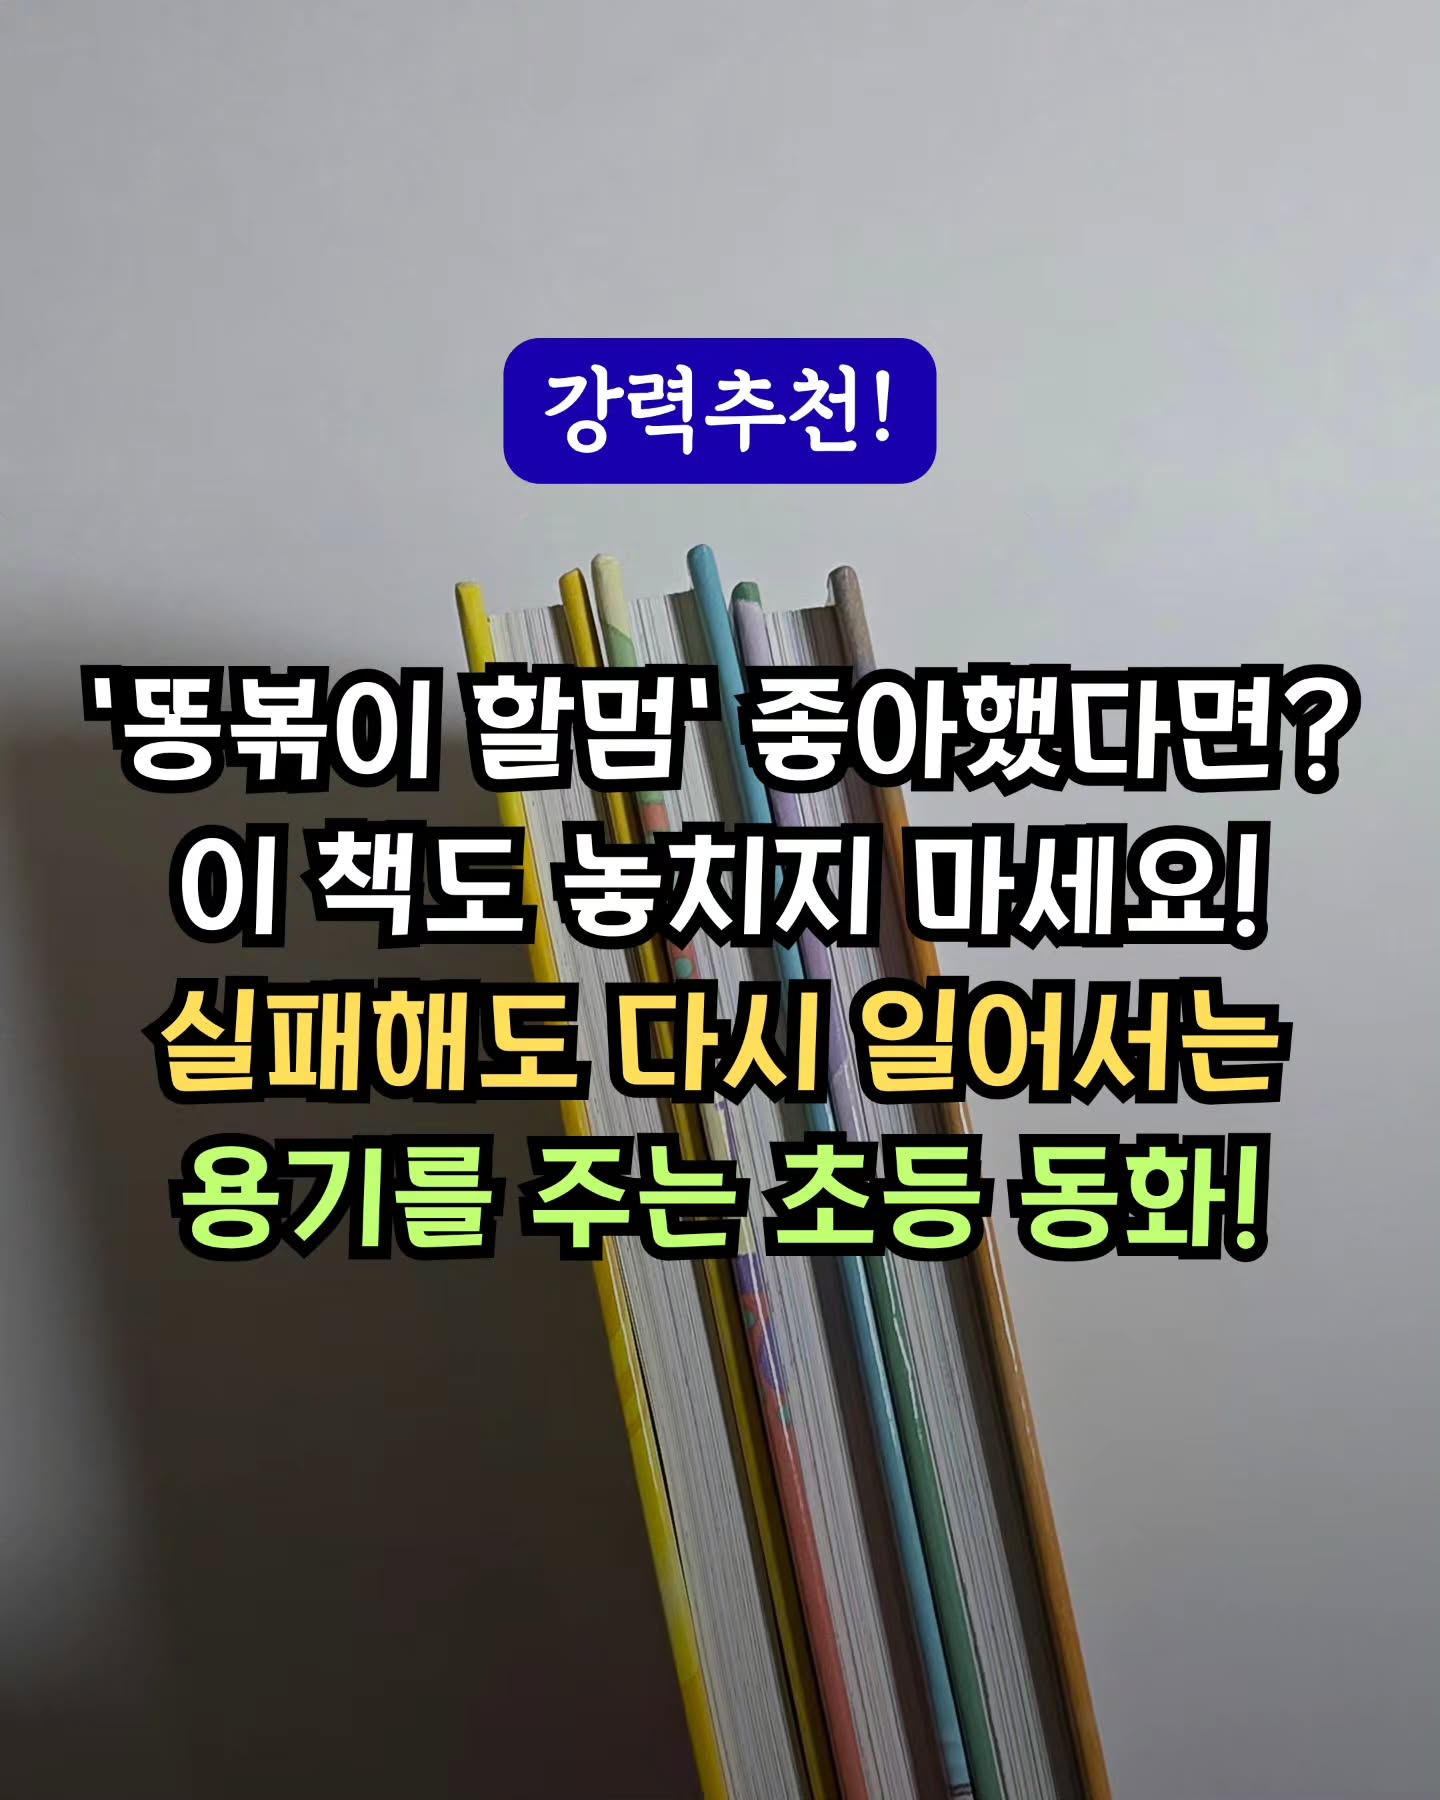 강력추천!
'똥볶이 할멈' 좋아했다면?
이 책도 놓치지 마세요!
실패해도 다시 일어서는
용기를 주는 초등 동화!